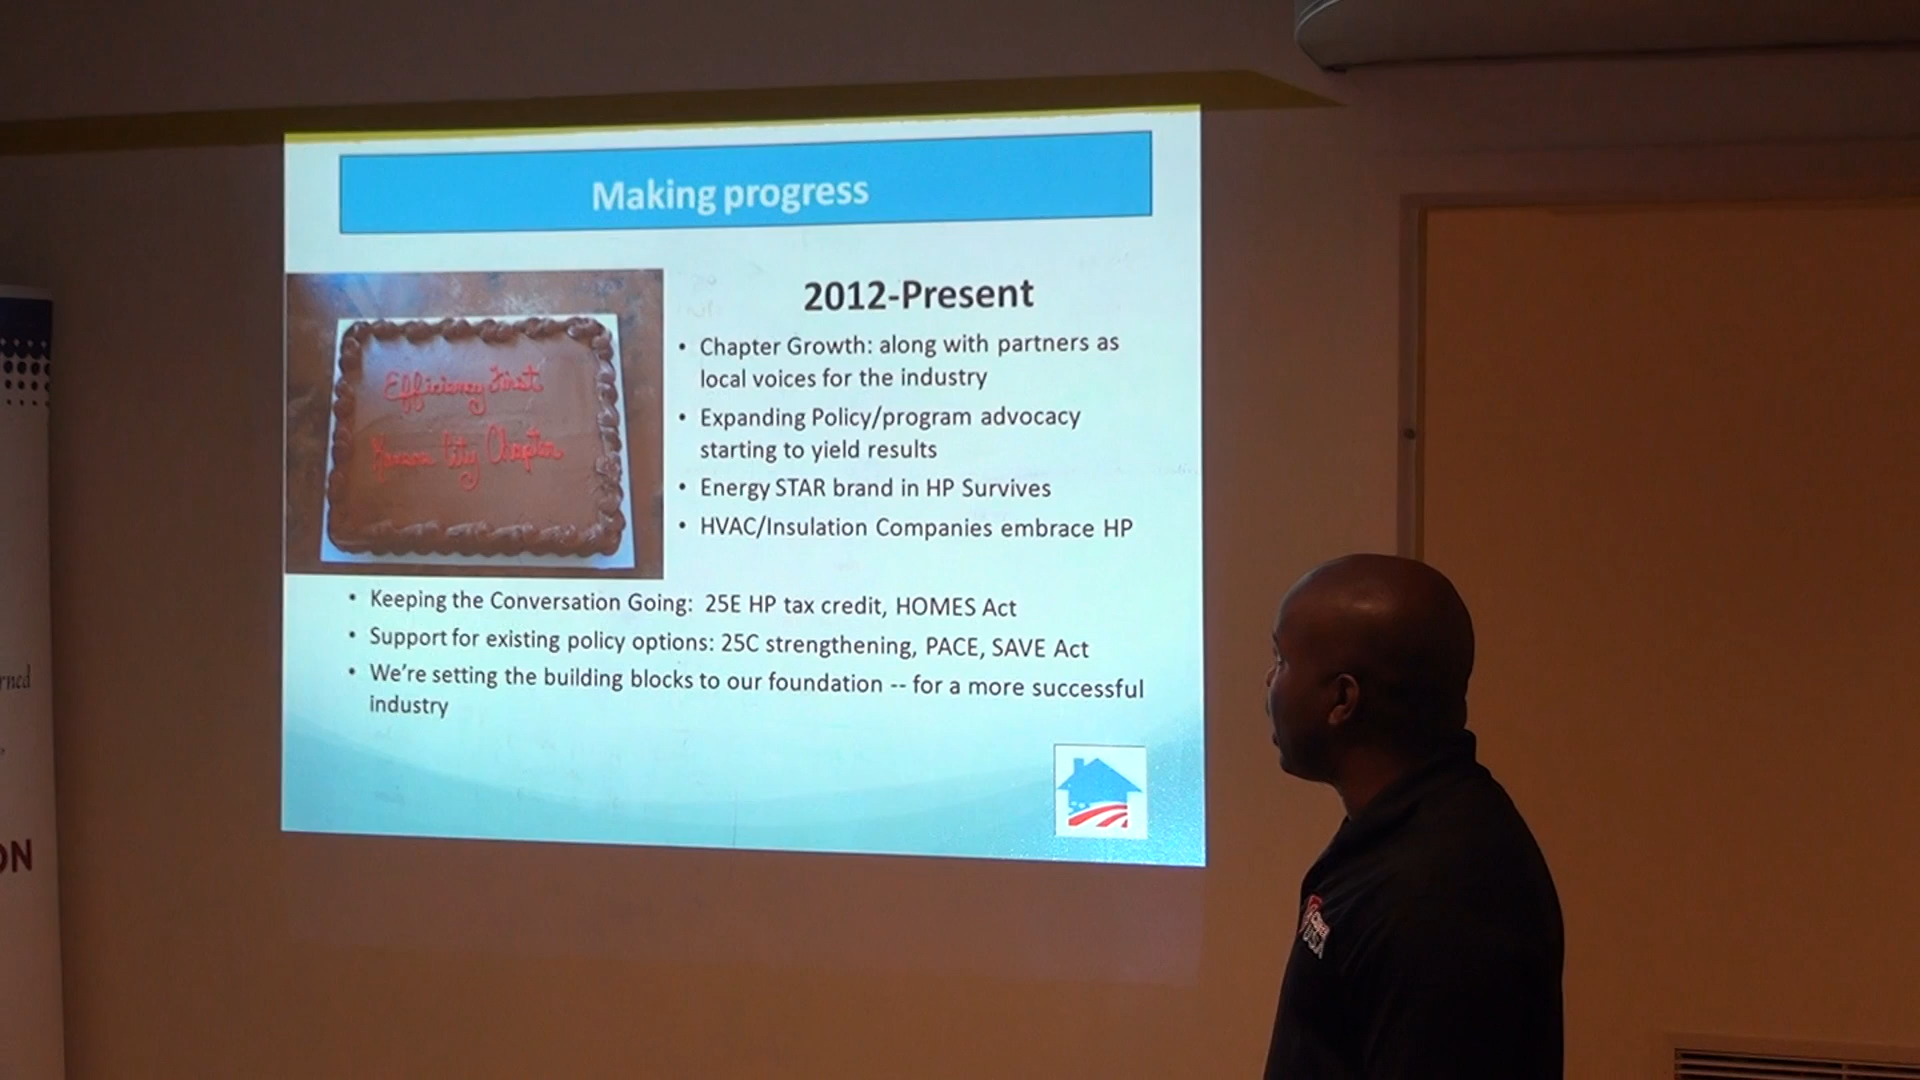 Making progress
2012-Present
• Chapter Growth: along with partners as
local voices for the industry
• Expanding Policy/program advocacy
starting to yield results
• Energy STAR brand in HP Survives
• HVAC/Insulation Companies embrace HP
Efficiency First
Kansas City Chapter
• Keeping the Conversation Going: 25E HP tax credit, HOMES Act
• Support for existing policy options: 25C strengthening, PACE, SAVE Act
• We're setting the building blocks to our foundation -- for a more successful
industry
rned
ON
USA